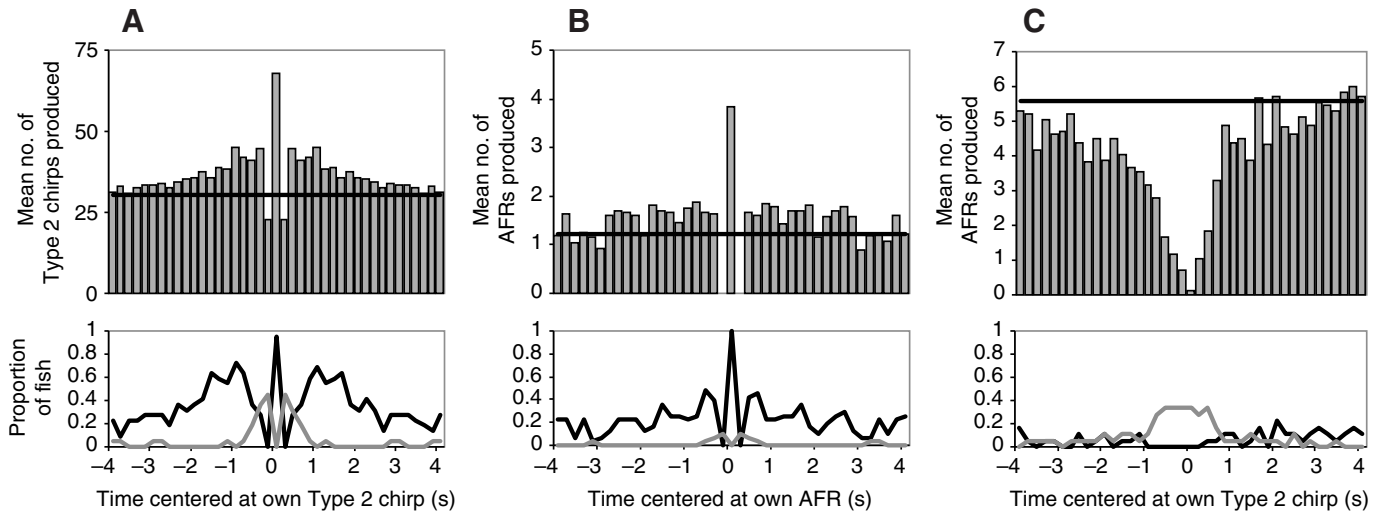 A
B
C
Mean no. of
Type 2 chirps produced
75
50
25
0
Mean no. of
AFRs produced
5
4
3
2
1
0
Mean no. of
AFRs produced
7
6
5
4
3
2
1
0
Proportion
of fish
1
0.8
0.6
0.4
0.2
0
–4 –3 –2 –1 0 1 2 3 4
Time centered at own Type 2 chirp (s)
1
0.8
0.6
0.4
0.2
0
–4 –3 –2 –1 0 1 2 3 4
Time centered at own AFR (s)
1
0.8
0.6
0.4
0.2
0
–4 –3 –2 –1 0 1 2 3 4
Time centered at own Type 2 chirp (s)